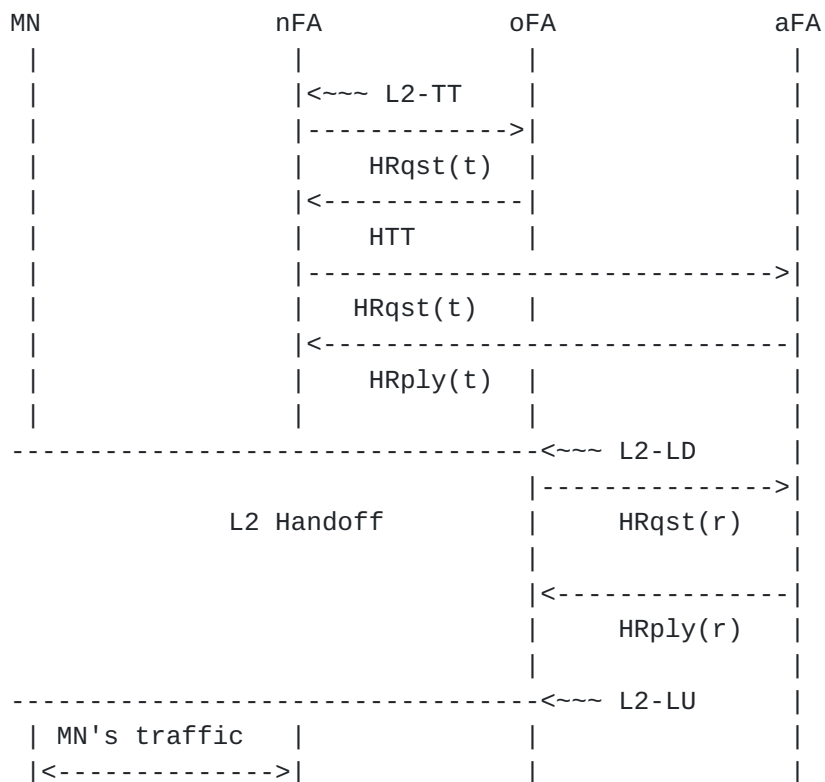 MN nFA oFA aFA
L2-TT
HRqst(t)
HTT
HRqst(t)
HRply(t)
L2-LD
L2 Handoff HRqst(r)
HRply(r)
L2-LU
MN's traffic